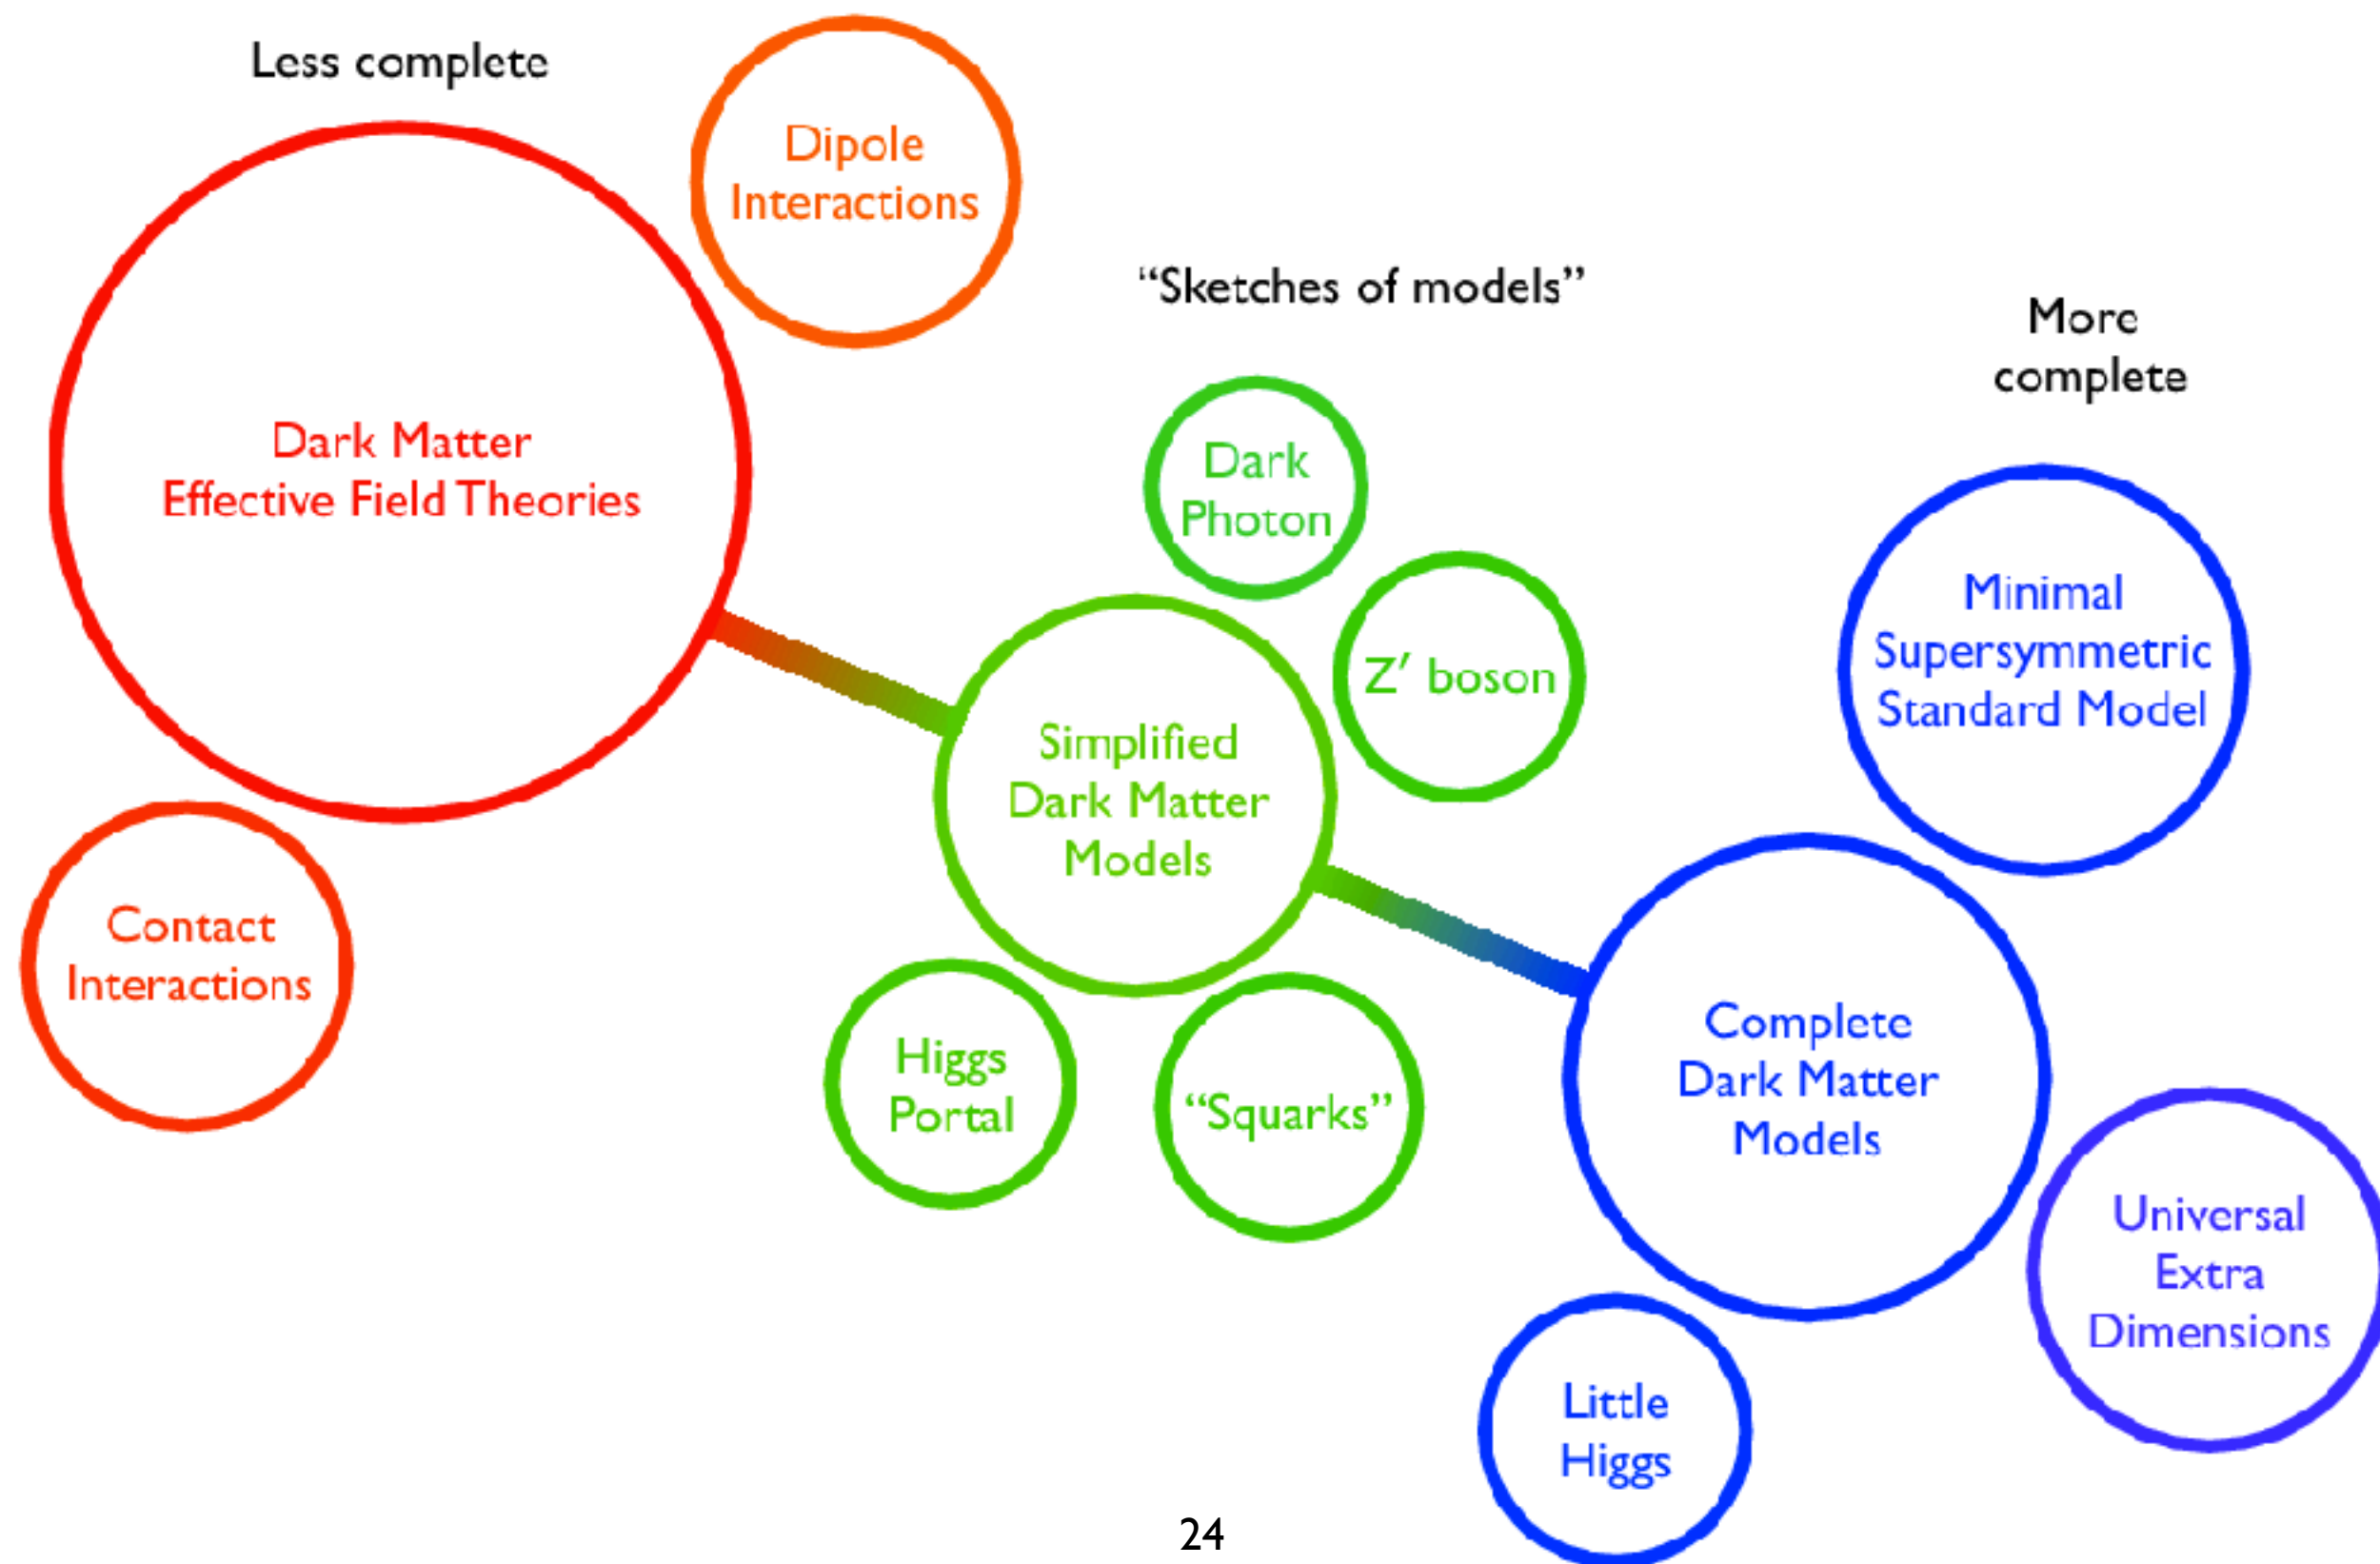 Less complete
Dipole
Interactions
Dark Matter
Effective Field Theories
Contact
Interactions
“Sketches of models”
Dark
Photon
Z′ boson
Simplified
Dark Matter
Models
Higgs
Portal
“Squarks”
More
complete
Minimal
Supersymmetric
Standard Model
Complete
Dark Matter
Models
Universal
Extra
Dimensions
Little
Higgs
24